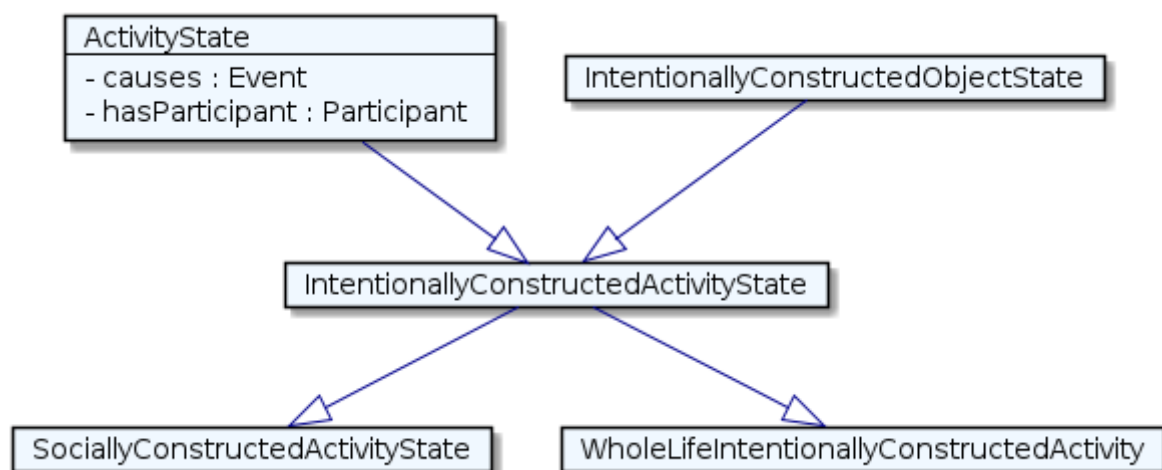 ActivityState
- causes : Event
- hasParticipant : Participant
IntentionallyConstructedObjectState
IntentionallyConstructedActivityState
SociallyConstructedActivityState
WholeLifeIntentionallyConstructedActivity